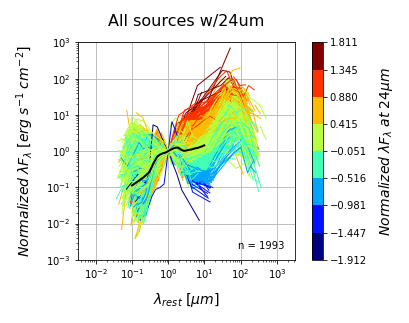 All sources w/24um
Normalized λF_λ [erg s⁻¹ cm⁻²]
10³
10²
10¹
10⁰
10⁻¹
10⁻²
10⁻³
n = 1993
10⁻² 10⁻¹ 10⁰ 10¹ 10² 10³
λ_rest [μm]
1.811
1.345
0.880
0.415
−0.051
−0.516
−0.981
−1.447
−1.912
Normalized λF_λ at 24μm